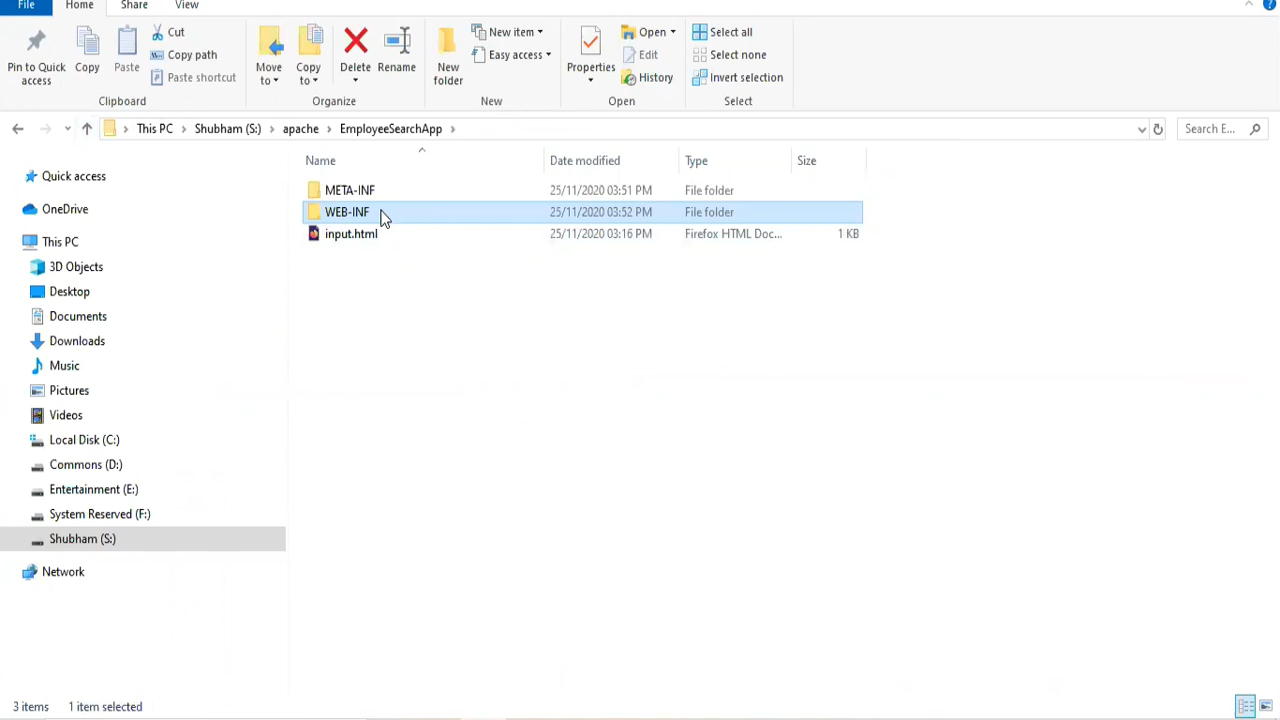 File Home Share View
Cut
Copy path
Paste shortcut
Pin to Quick access
Copy
Paste
Clipboard
Move to
Copy to
Delete
Rename
Organize
New folder
New item
Easy access
New
Properties
Open
Edit
History
Open
Select all
Select none
Invert selection
Select
This PC Shubham (S:) apache EmployeeSearchApp
Search E...
Name Date modified Type Size
META-INF 25/11/2020 03:51 PM File folder
WEB-INF 25/11/2020 03:52 PM File folder
input.html 25/11/2020 03:16 PM Firefox HTML Doc... 1 KB
Quick access
OneDrive
This PC
3D Objects
Desktop
Documents
Downloads
Music
Pictures
Videos
Local Disk (C:)
Commons (D:)
Entertainment (E:)
System Reserved (F:)
Shubham (S:)
Network
3 items 1 item selected